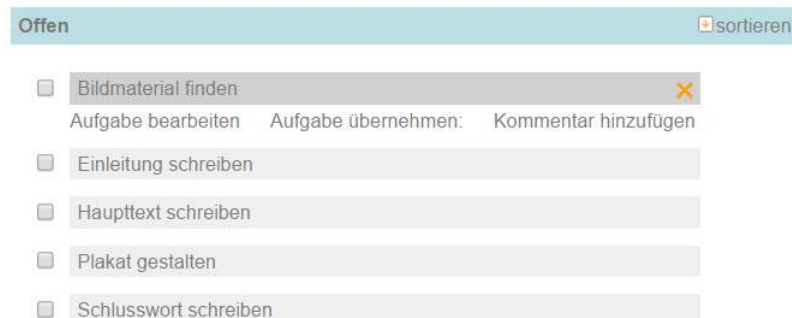 Offen sortieren
Bildmaterial finden
Aufgabe bearbeiten Aufgabe übernehmen: Kommentar hinzufügen
Einleitung schreiben
Haupttext schreiben
Plakat gestalten
Schlusswort schreiben